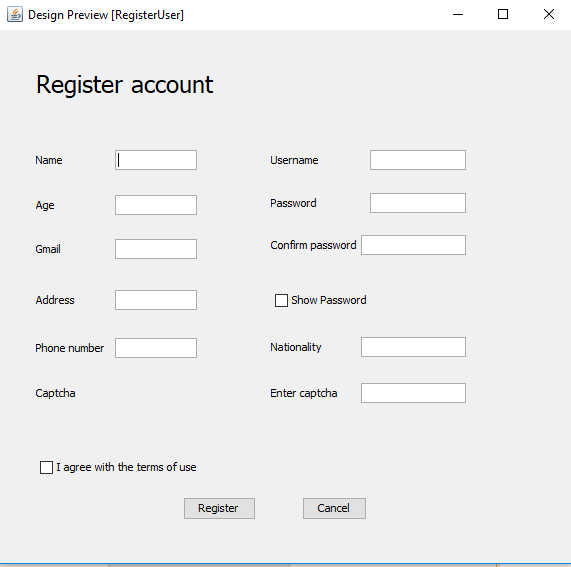 Design Preview [RegisterUser]
Register account
Name
Username
Age
Password
Gmail
Confirm password
Address
Show Password
Phone number
Nationality
Captcha
Enter captcha
I agree with the terms of use
Register
Cancel